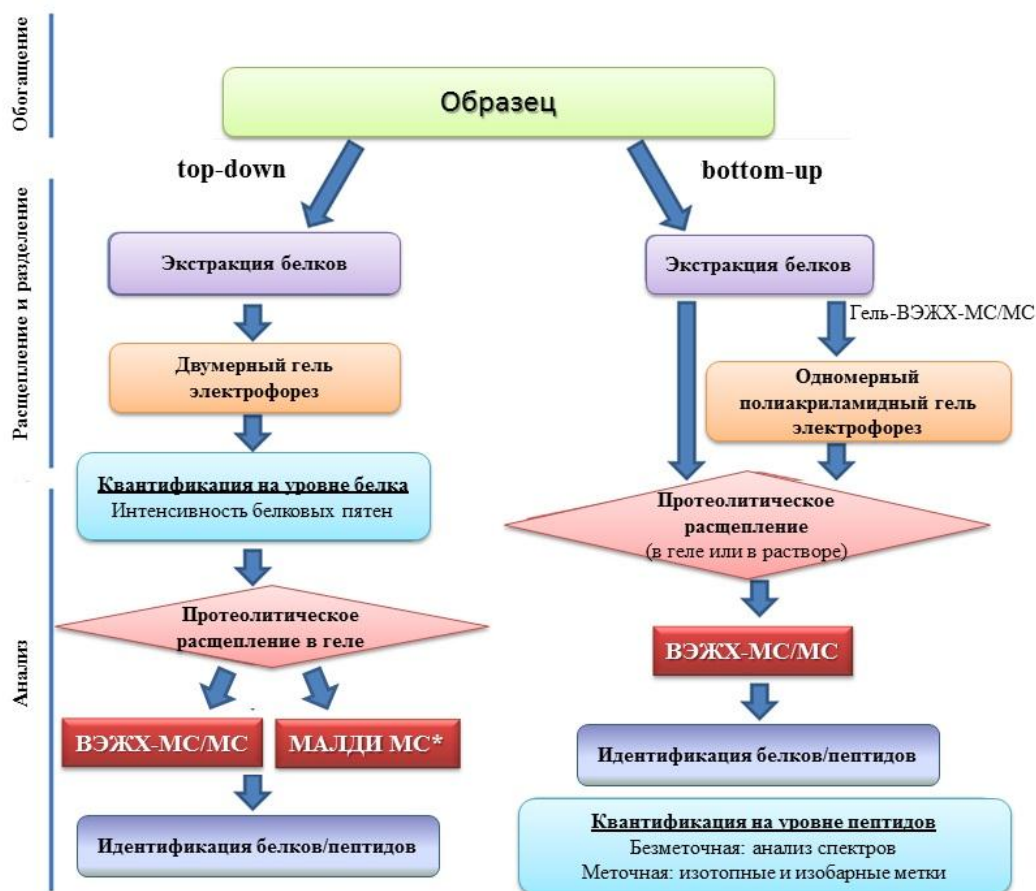 Обогащение
Образец
top-down
bottom-up
Расщепление и разделение
Экстракция белков
Двумерный гель
электрофорез
Квантификация на уровне белка
Интенсивность белковых пятен
Анализ
Протеолитическое
расщепление в геле
ВЭЖХ-МС/МС
МАЛДИ МС*
Идентификация белков/пептидов
Экстракция белков
Гель-ВЭЖХ-МС/МС
Одномерный
полиакриламидный гель
электрофорез
Протеолитическое
расщепление
(в геле или в растворе)
ВЭЖХ-МС/МС
Идентификация белков/пептидов
Квантификация на уровне пептидов
Безметочная: анализ спектров
Меточная: изотопные и изобарные метки